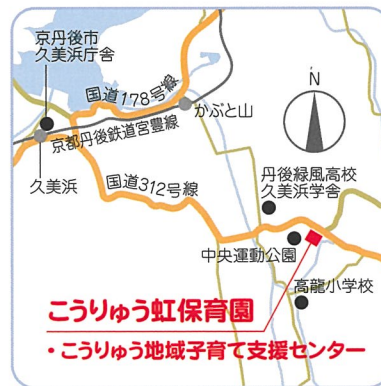 京丹後市
久美浜庁舎
国道178号線
かぶと山
N
京都丹後鉄道宮豊線
久美浜
国道312号線
丹後緑風高校
久美浜学舎
中央運動公園
高龍小学校
こうりゅう虹保育園
・こうりゅう地域子育て支援センター